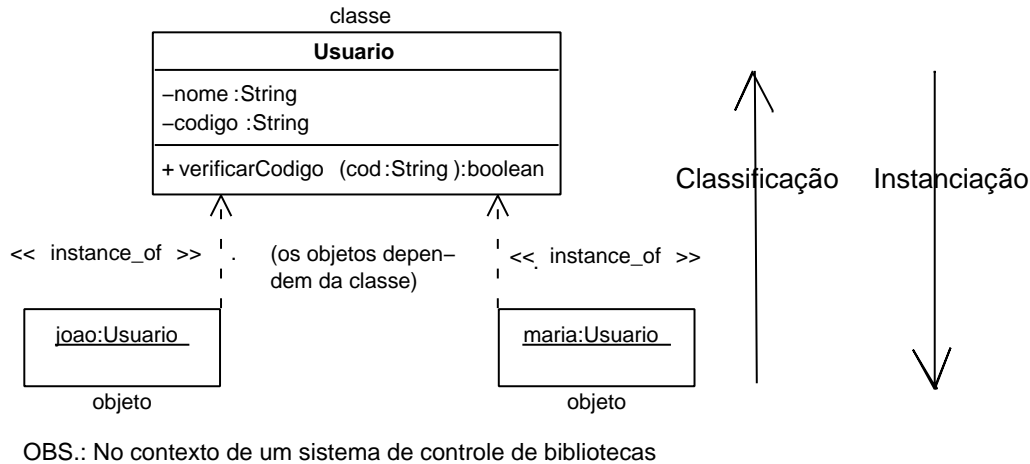 classe
Usuario
–nome :String
–codigo :String
+ verificarCodigo (cod:String ):boolean
Classificação
Instanciação
<< instance_of >>
(os objetos depen–
dem da classe)
<< instance_of >>
joao:Usuario
maria:Usuario
objeto
objeto
OBS.: No contexto de um sistema de controle de bibliotecas